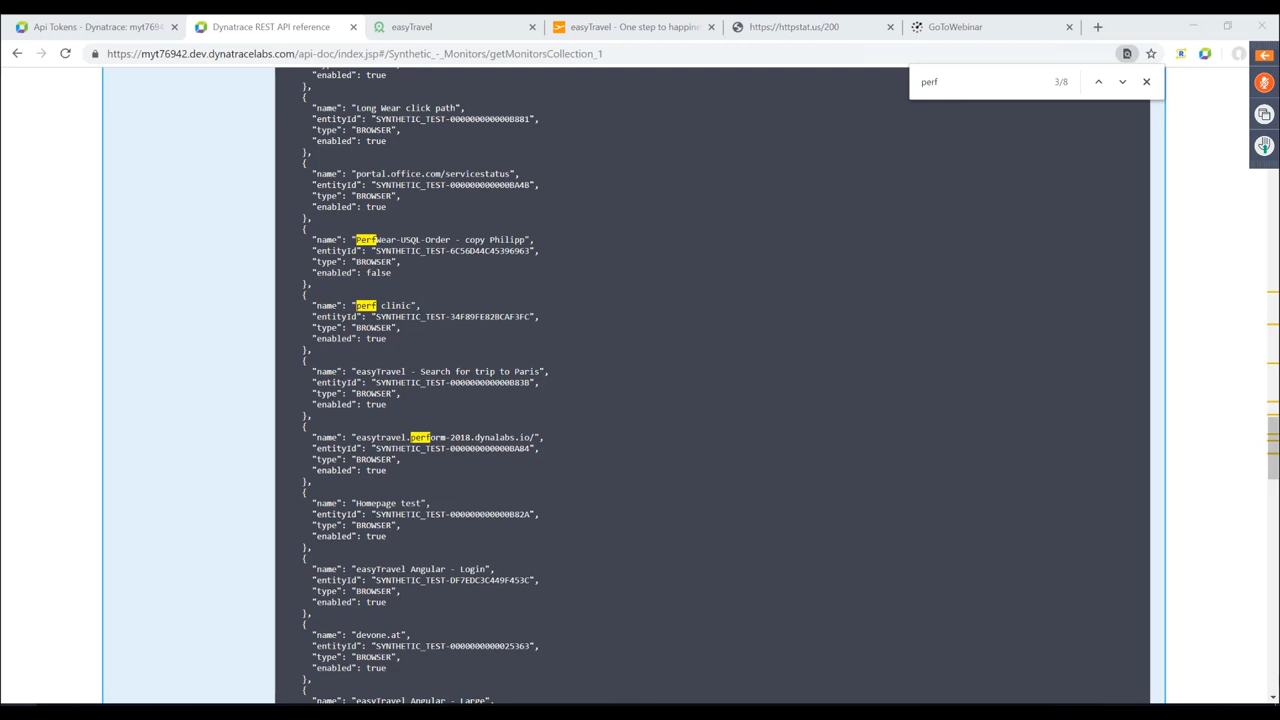 Api Tokens - Dynatrace: myt7694
Dynatrace REST API reference
easyTravel
easyTravel - One step to happine
https://httpstat.us/200
GoToWebinar
https://myt76942.dev.dynatracelabs.com/api-doc/index.jsp#/Synthetic_-_Monitors/getMonitorsCollection_1
perf
3/8
"enabled": true
},
{
"name": "Long Wear click path",
"entityId": "SYNTHETIC_TEST-000000000000B881",
"type": "BROWSER",
"enabled": true
},
{
"name": "portal.office.com/servicestatus",
"entityId": "SYNTHETIC_TEST-000000000000BA4B",
"type": "BROWSER",
"enabled": true
},
{
"name": "PerfWear-USQL-Order - copy Philipp",
"entityId": "SYNTHETIC_TEST-6C56D44C45396963",
"type": "BROWSER",
"enabled": false
},
{
"name": "perf clinic",
"entityId": "SYNTHETIC_TEST-34F89FE82BCAF3FC",
"type": "BROWSER",
"enabled": true
},
{
"name": "easyTravel - Search for trip to Paris",
"entityId": "SYNTHETIC_TEST-000000000000B83B",
"type": "BROWSER",
"enabled": true
},
{
"name": "easytravel.perform-2018.dynalabs.io/",
"entityId": "SYNTHETIC_TEST-000000000000BA84",
"type": "BROWSER",
"enabled": true
},
{
"name": "Homepage test",
"entityId": "SYNTHETIC_TEST-000000000000B82A",
"type": "BROWSER",
"enabled": true
},
{
"name": "easyTravel Angular - Login",
"entityId": "SYNTHETIC_TEST-DF7EDC3C449F453C",
"type": "BROWSER",
"enabled": true
},
{
"name": "devone.at",
"entityId": "SYNTHETIC_TEST-0000000000025363",
"type": "BROWSER",
"enabled": true
},
{
"name": "easyTravel Angular - Large",